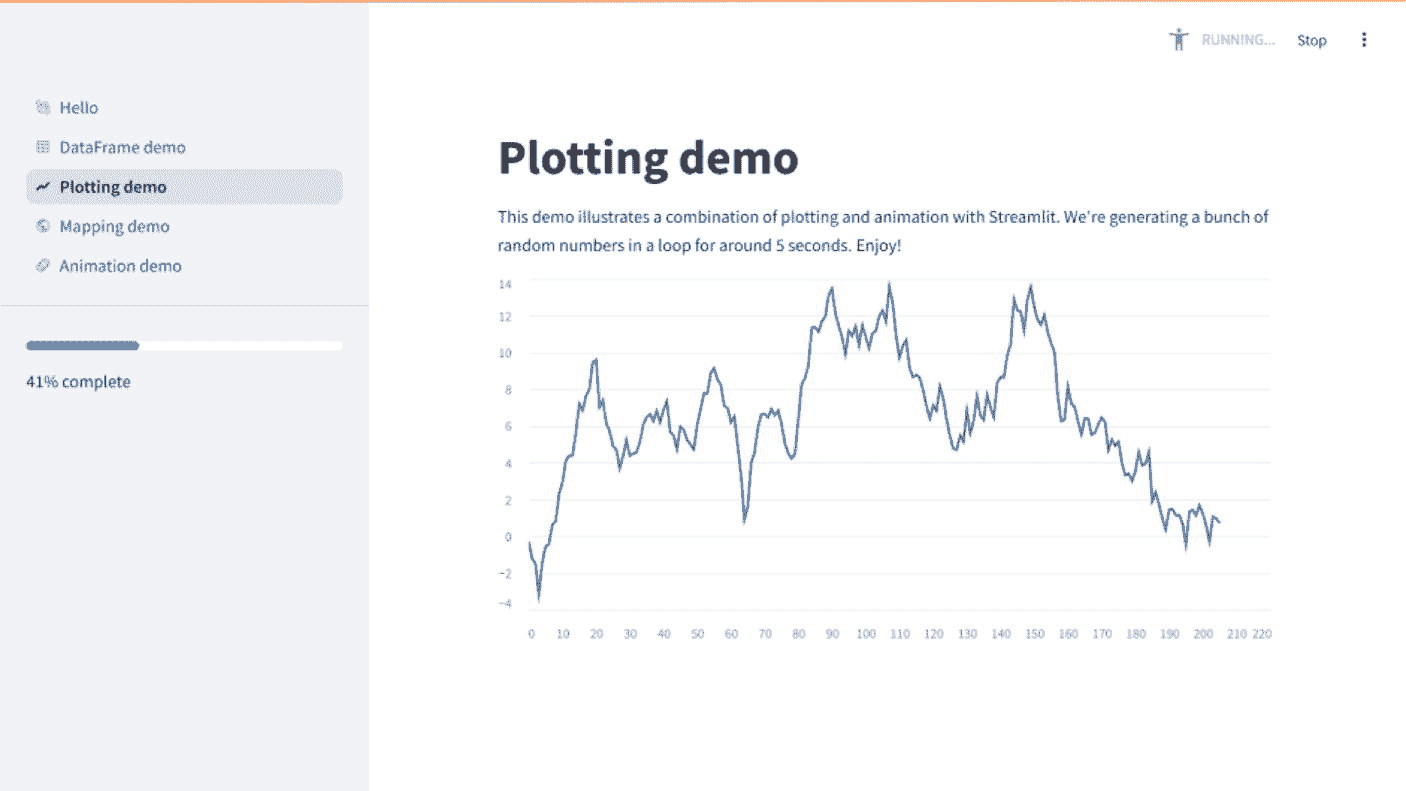 RUNNING...
Stop
Hello
DataFrame demo
Plotting demo
Mapping demo
Animation demo
41% complete
Plotting demo
This demo illustrates a combination of plotting and animation with Streamlit. We're generating a bunch of
random numbers in a loop for around 5 seconds. Enjoy!
14
12
10
8
6
4
2
0
−2
−4
0 10 20 30 40 50 60 70 80 90 100 110 120 130 140 150 160 170 180 190 200 210 220